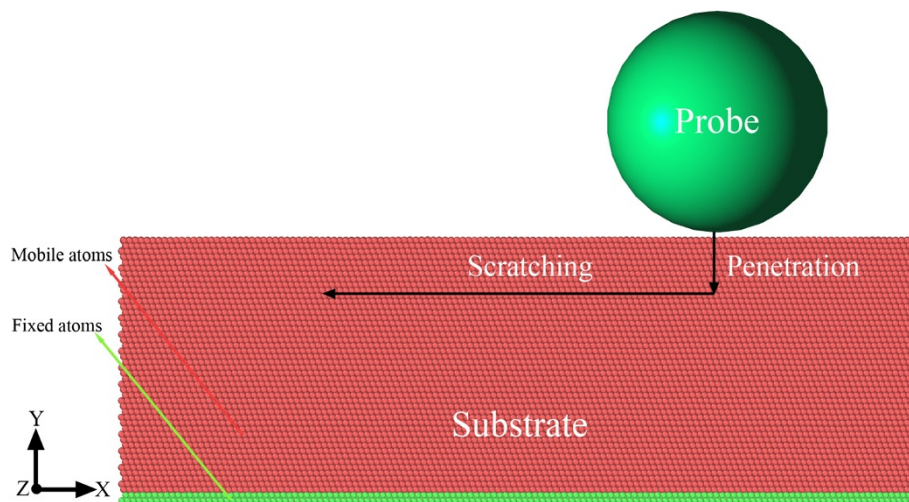 Probe
Mobile atoms
Scratching
Penetration
Fixed atoms
Substrate
Y
Z
X